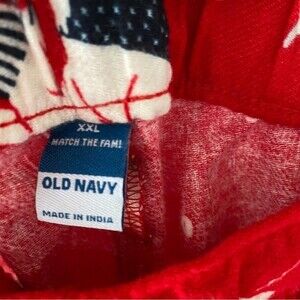 XXL
MATCH THE FAM!
OLD NAVY
MADE IN INDIA